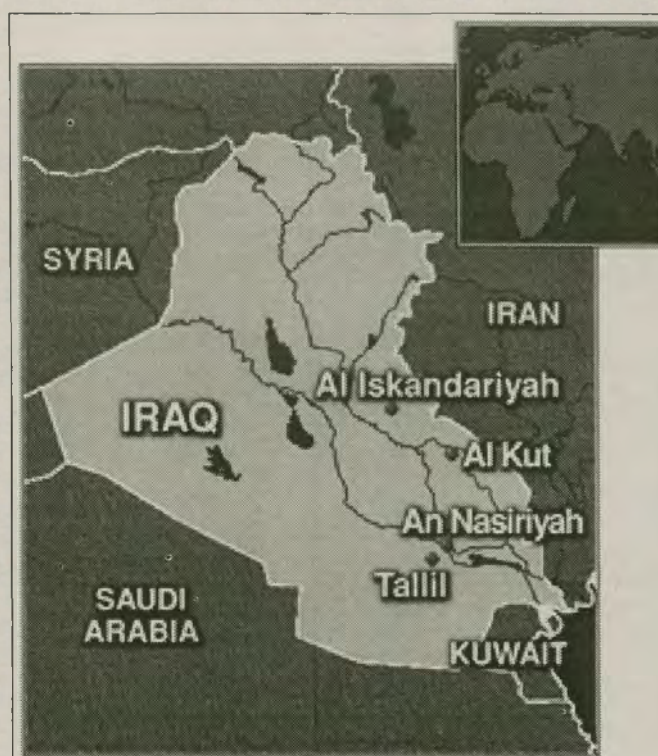 SYRIA
IRAN
Al Iskandariyah
IRAQ
Al Kut
An Nasiriyah
Tallil
SAUDI
ARABIA
KUWAIT